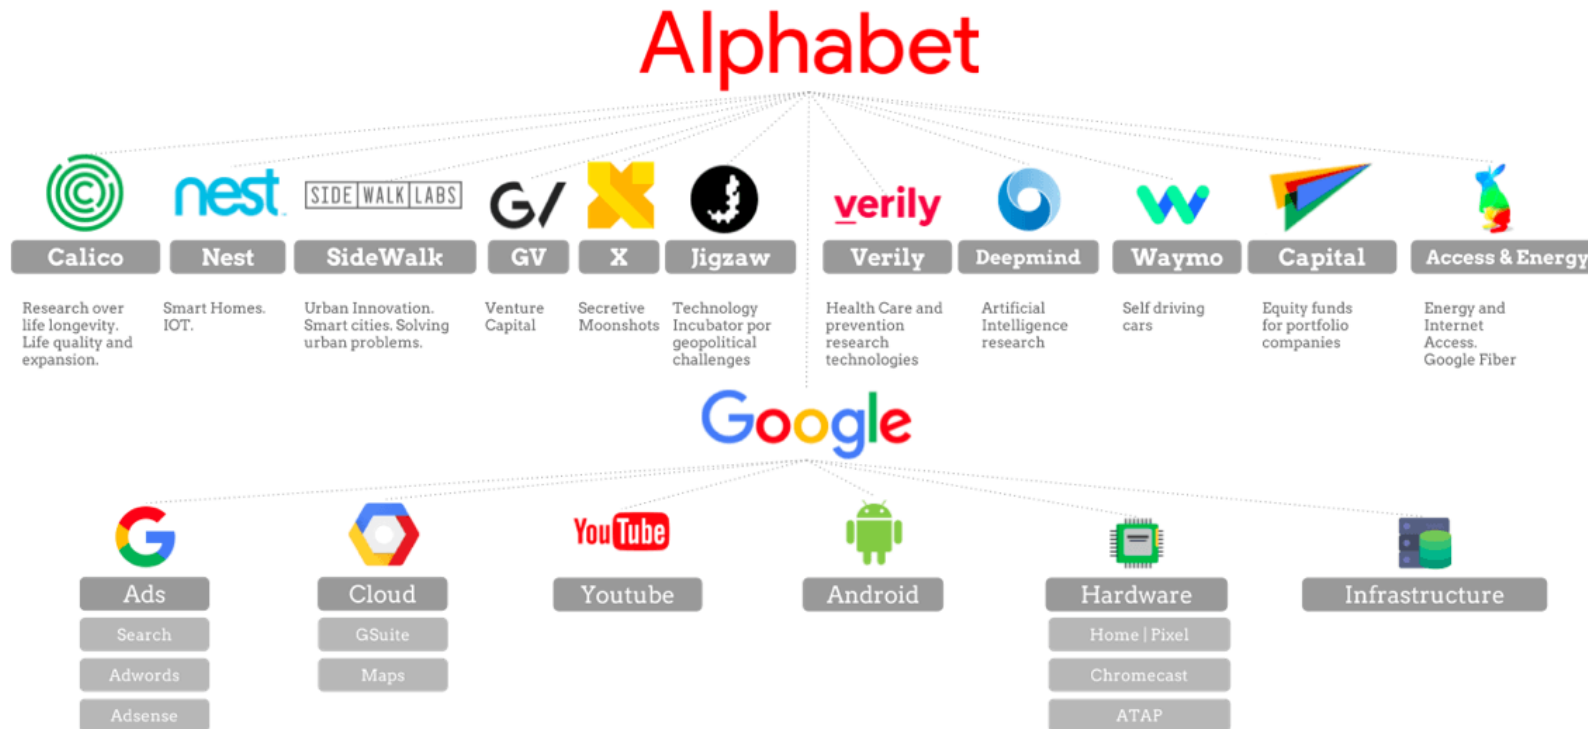 Alphabet
nest
SIDE WALK LABS
G/
verily
Calico
Nest
SideWalk
GV
X
Jigzaw
Verily
Deepmind
Waymo
Capital
Access & Energy
Research over
life longevity.
Life quality and
expansion.
Smart Homes.
IOT.
Urban Innovation.
Smart cities. Solving
urban problems.
Venture
Capital
Secretive
Moonshots
Technology
Incubator por
geopolitical
challenges
Health Care and
prevention
research
technologies
Artificial
Intelligence
research
Self driving
cars
Equity funds
for portfolio
companies
Energy and
Internet
Access.
Google Fiber
Google
G
YouTube
Ads
Cloud
Youtube
Android
Hardware
Infrastructure
Search
GSuite
Home | Pixel
Adwords
Maps
Chromecast
Adsense
ATAP